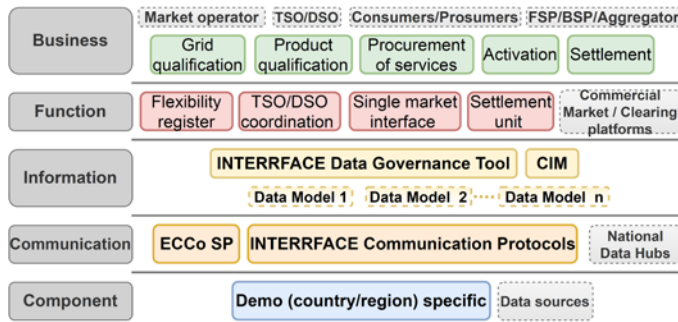 Market operator TSO/DSO Consumers/Prosumers FSP/BSP/Aggregator
Business
Grid qualification
Product qualification
Procurement of services
Activation
Settlement
Function
Flexibility register
TSO/DSO coordination
Single market interface
Settlement unit
Commercial Market / Clearing platforms
Information
INTERRFACE Data Governance Tool
CIM
Data Model 1
Data Model 2
Data Model n
Communication
ECCo SP
INTERRFACE Communication Protocols
National Data Hubs
Component
Demo (country/region) specific
Data sources